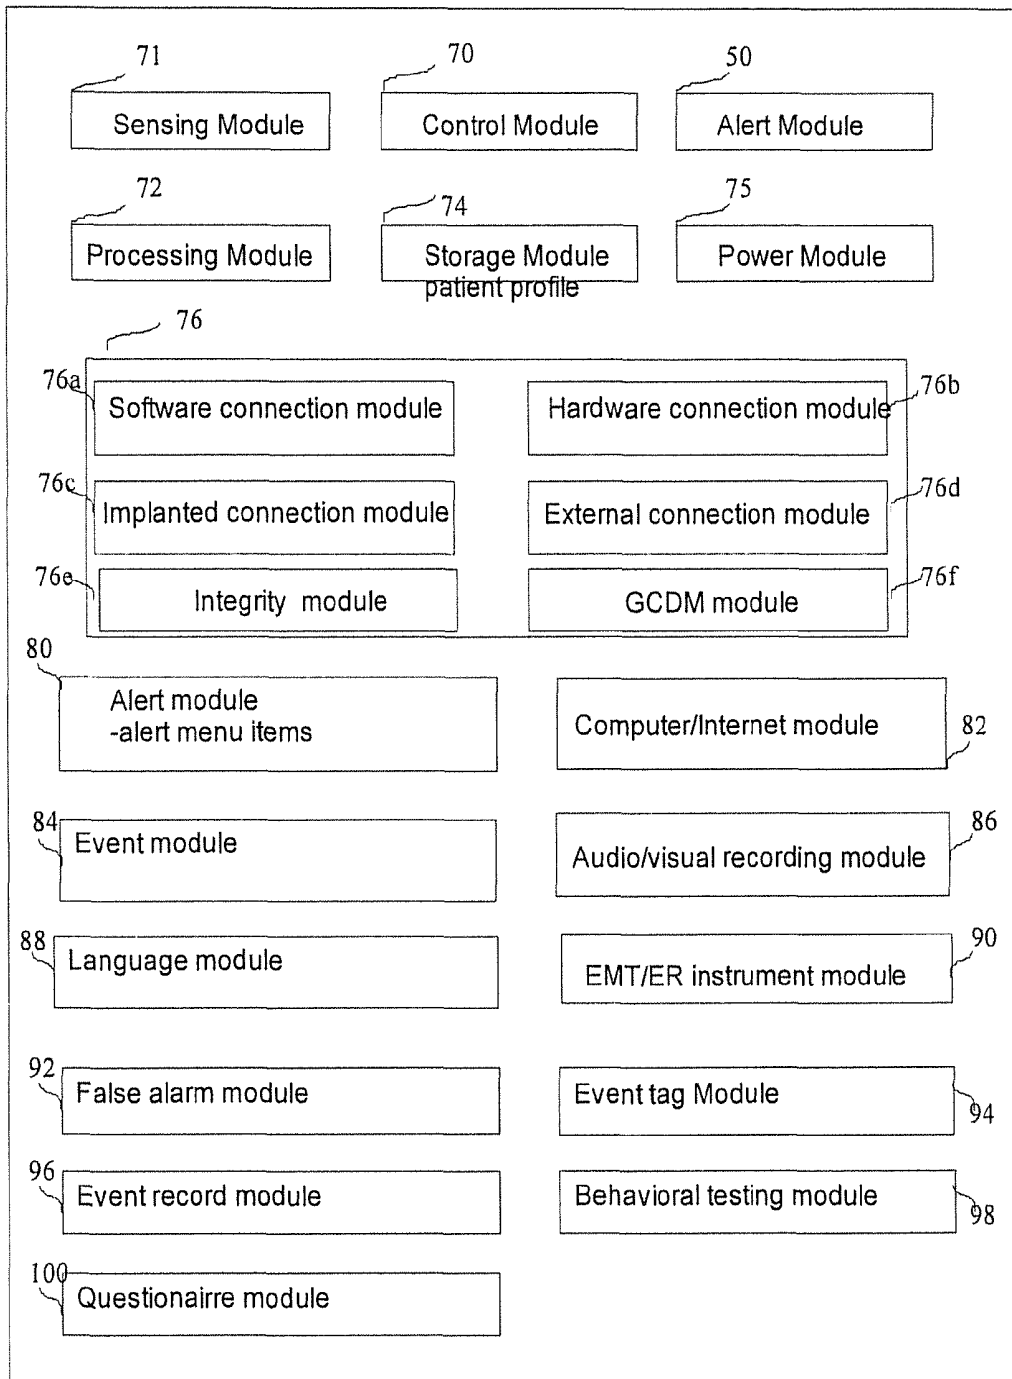 71
70
50
Sensing Module
Control Module
Alert Module
72
74
75
Processing Module
Storage Module
patient profile
Power Module
76
76a
Software connection module
Hardware connection module
76b
76c
Implanted connection module
External connection module
76d
76e
Integrity module
GCDM module
76f
80
Alert module
-alert menu items
Computer/Internet module
82
84
Event module
Audio/visual recording module
86
88
Language module
EMT/ER instrument module
90
92
False alarm module
Event tag Module
94
96
Event record module
Behavioral testing module
98
100
Questionairre module